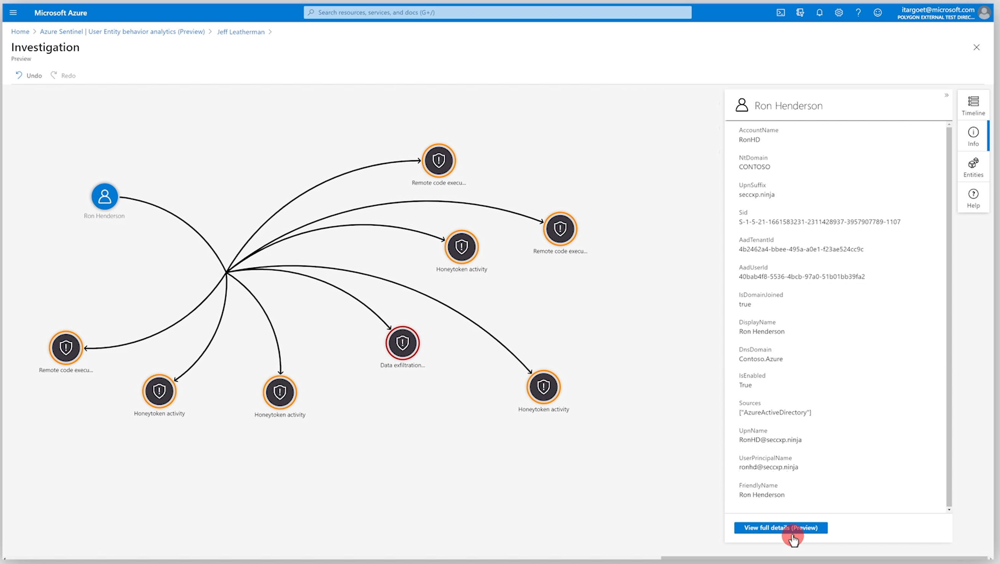 Microsoft Azure
Search resources, services, and docs (G+/)
itargoet@microsoft.com
POLYGON EXTERNAL TEST DIREC...
Home > Azure Sentinel | User Entity behavior analytics (Preview) > Jeff Leatherman >
Investigation
Preview
Undo Redo
Ron Henderson
Remote code execu...
Remote code execu...
Honeytoken activity
Data exfiltration...
Remote code execu...
Honeytoken activity
Honeytoken activity
Honeytoken activity
Ron Henderson
AccountName
RonHD
NtDomain
CONTOSO
UpnSuffix
seccxp.ninja
Sid
S-1-5-21-1661583231-2311428937-3957907789-1107
AadTenantId
4b2462a4-bbee-495a-a0e1-f23ae524cc9c
AadUserId
40bab4f8-5536-4bcb-97a0-51b01bb39fa2
IsDomainJoined
true
DisplayName
Ron Henderson
DnsDomain
Contoso.Azure
IsEnabled
True
Sources
["AzureActiveDirectory"]
UpnName
RonHD@seccxp.ninja
UserPrincipalName
ronhd@seccxp.ninja
FriendlyName
Ron Henderson
View full details (Preview)
Timeline
Info
Entities
Help